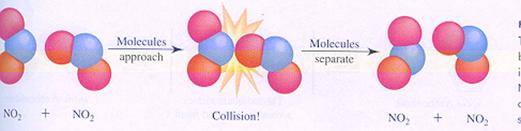 Molecules
approach
Molecules
separate
NO₂ + NO₂
Collision!
NO₂ + NO₂